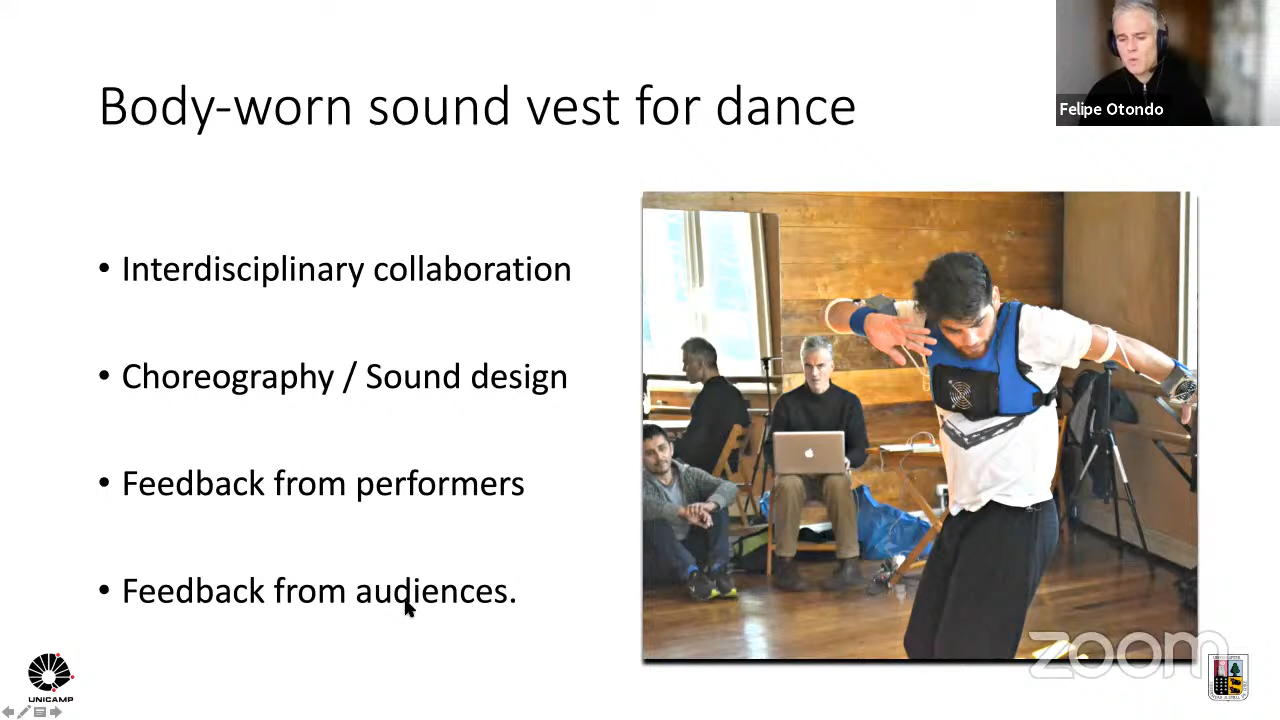 Body-worn sound vest for dance
Felipe Otondo
• Interdisciplinary collaboration
• Choreography / Sound design
• Feedback from performers
• Feedback from audiences.
zoom
UNICAMP